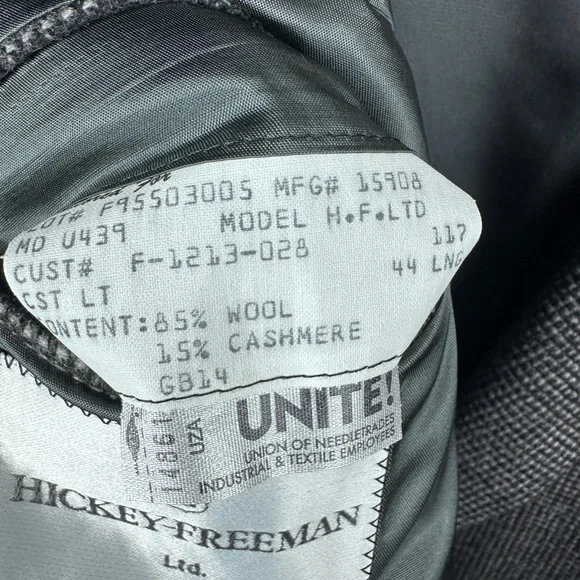 LOT# F9550300S MFG# 15908
MD U439 MODEL H.F.LTD
CUST# F-1213-028 117
CST LT 44 LNG
CONTENT: 85% WOOL
15% CASHMERE
GB14
UNITE!
UNION OF NEEDLETRADES
INDUSTRIAL & TEXTILE EMPLOYEES
UZA
HICKEY-FREEMAN
Ltd.